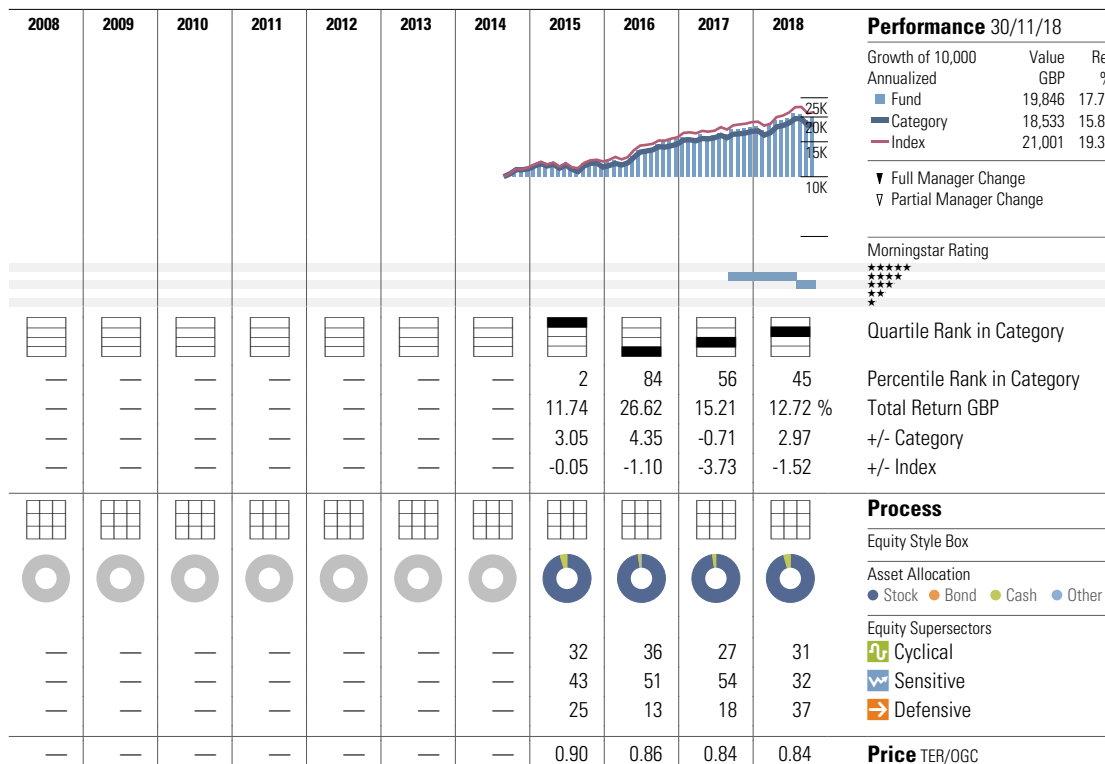 2008 2009 2010 2011 2012 2013 2014 2015 2016 2017 2018
Performance 30/11/18
Growth of 10,000 Value Re
Annualized GBP %
Fund 19,846 17.7
Category 18,533 15.8
Index 21,001 19.3
25K
20K
15K
10K
▼ Full Manager Change
▽ Partial Manager Change
Morningstar Rating
★★★★★
★★★★
★★★
★★
★
Quartile Rank in Category
— — — — — — — 2 84 56 45 Percentile Rank in Category
— — — — — — — 11.74 26.62 15.21 12.72 % Total Return GBP
— — — — — — — 3.05 4.35 -0.71 2.97 +/- Category
— — — — — — — -0.05 -1.10 -3.73 -1.52 +/- Index
Process
Equity Style Box
Asset Allocation
Stock Bond Cash Other
Equity Supersectors
— — — — — — — 32 36 27 31 Cyclical
— — — — — — — 43 51 54 32 Sensitive
— — — — — — — 25 13 18 37 Defensive
— — — — — — — 0.90 0.86 0.84 0.84 Price TER/OGC